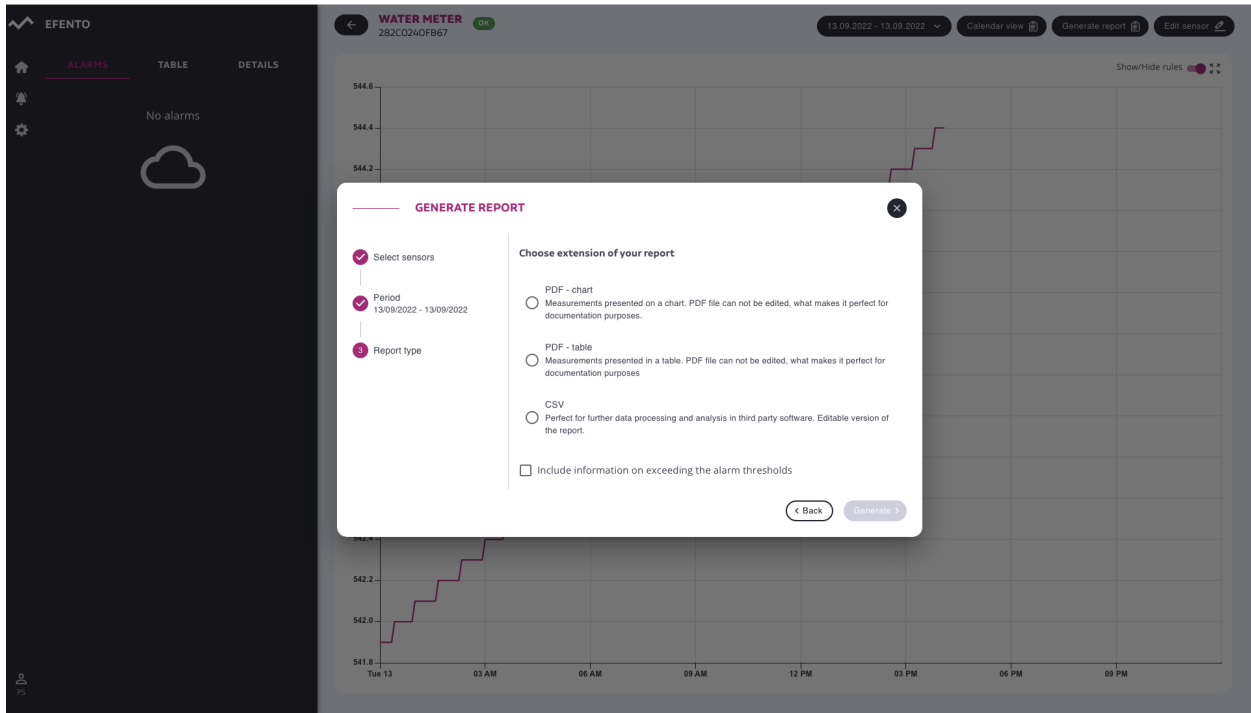 EFENTO
WATER METER OK
282C0240FB67
13.09.2022 - 13.09.2022
Calendar view
Generate report
Edit sensor
ALARMS TABLE DETAILS
No alarms
PS
Show/Hide rules
544.6
544.4
544.2
GENERATE REPORT
Select sensors
Period
13/09/2022 - 13/09/2022
3 Report type
Choose extension of your report
PDF - chart
Measurements presented on a chart. PDF file can not be edited, what makes it perfect for
documentation purposes.
PDF - table
Measurements presented in a table. PDF file can not be edited, what makes it perfect for
documentation purposes
CSV
Perfect for further data processing and analysis in third party software. Editable version of
the report.
Include information on exceeding the alarm thresholds
Back
Generate
542.4
542.2
542.0
541.8
Tue 13 03 AM 06 AM 09 AM 12 PM 03 PM 06 PM 09 PM